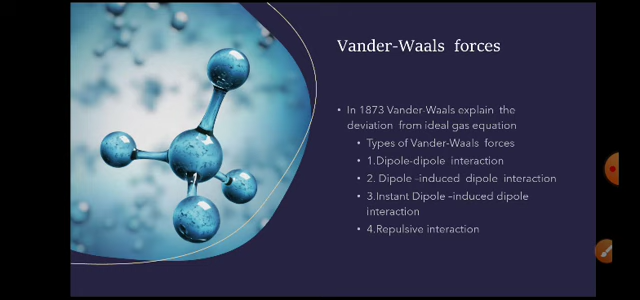 Vander-Waals forces
• In 1873 Vander-Waals explain the
deviation from ideal gas equation
• Types of Vander-Waals forces
• 1.Dipole-dipole interaction
• 2. Dipole -induced dipole interaction
• 3.Instant Dipole -induced dipole
interaction
• 4.Repulsive interaction